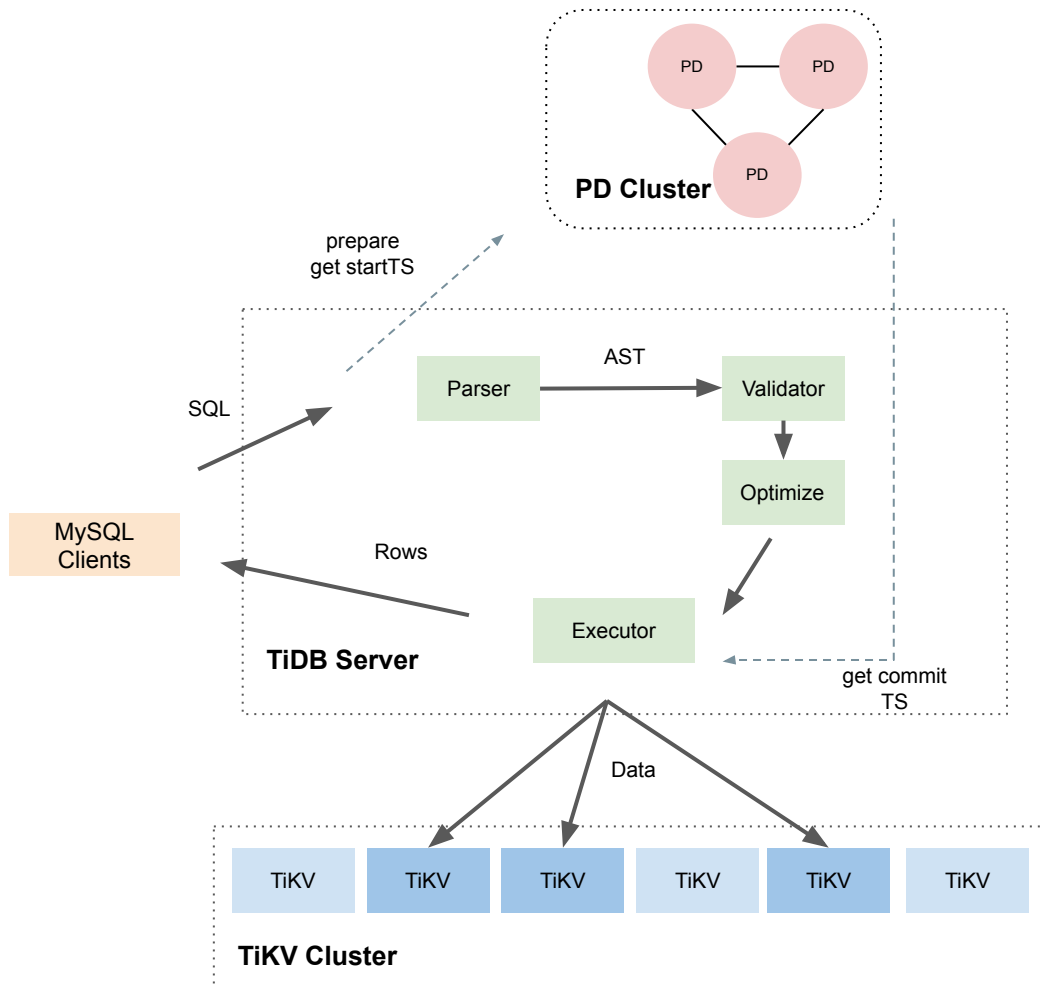 PD
PD
PD
PD Cluster
prepare
get startTS
AST
Parser
Validator
SQL
Optimize
MySQL
Clients
Rows
Executor
TiDB Server
get commit
TS
Data
TiKV
TiKV
TiKV
TiKV
TiKV
TiKV
TiKV Cluster